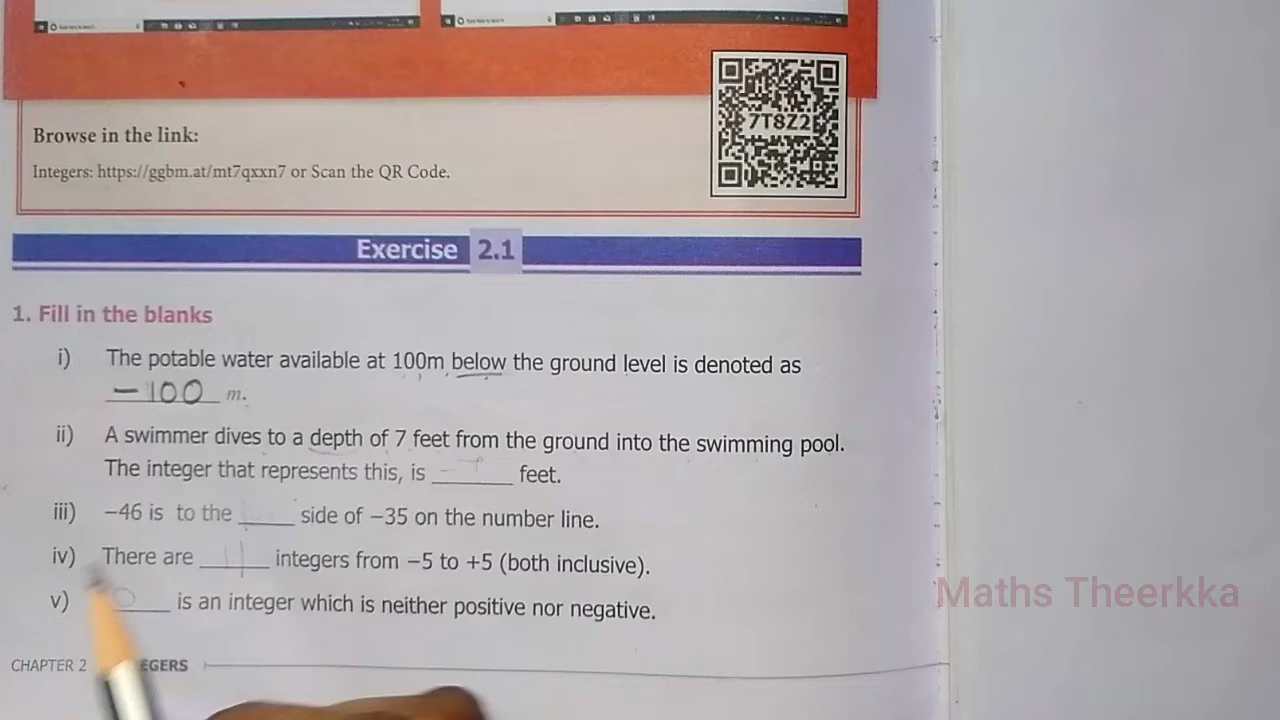 7T8Z2
Browse in the link:
Integers: https://ggbm.at/mt7qxxn7 or Scan the QR Code.
Exercise 2.1
1. Fill in the blanks
i) The potable water available at 100m below the ground level is denoted as
-100 m.
ii) A swimmer dives to a depth of 7 feet from the ground into the swimming pool.
The integer that represents this, is ______ feet.
iii) −46 is to the ____ side of −35 on the number line.
iv) There are 11 integers from −5 to +5 (both inclusive).
v) 0 is an integer which is neither positive nor negative.
Maths Theerkka
CHAPTER 2 EGERS